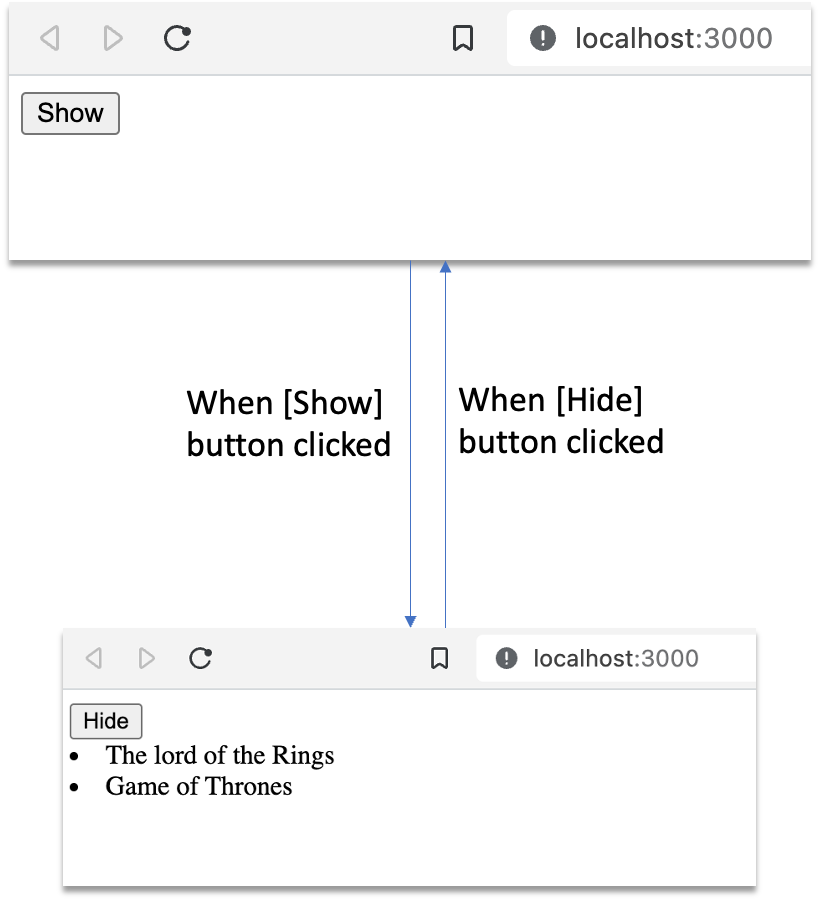 localhost:3000
Show
When [Show]
button clicked
When [Hide]
button clicked
localhost:3000
Hide
• The lord of the Rings
• Game of Thrones